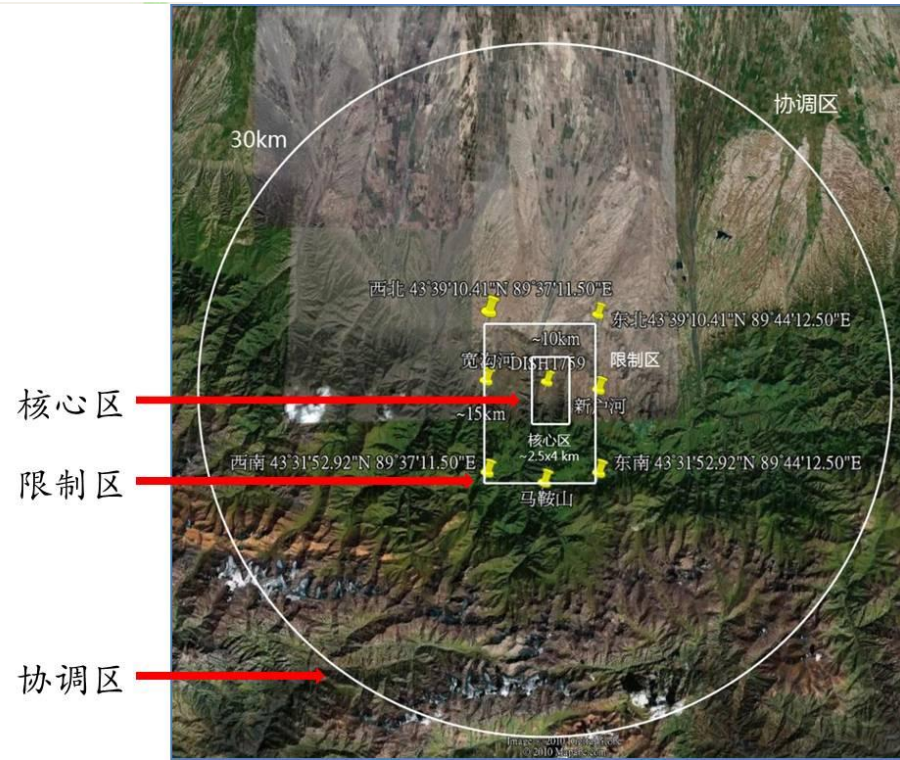 协调区
30km
西北 43°39'10.41"N 89°37'11.50"E
东北43°39'10.41"N 89°44'12.50"E
~10km
宽沟河
DISH1759
限制区
核心区
~15km
新户河
核心区
~2.5x4 km
西南 43°31'52.92"N 89°37'11.50"E
东南 43°31'52.92"N 89°44'12.50"E
限制区
马鞍山
协调区